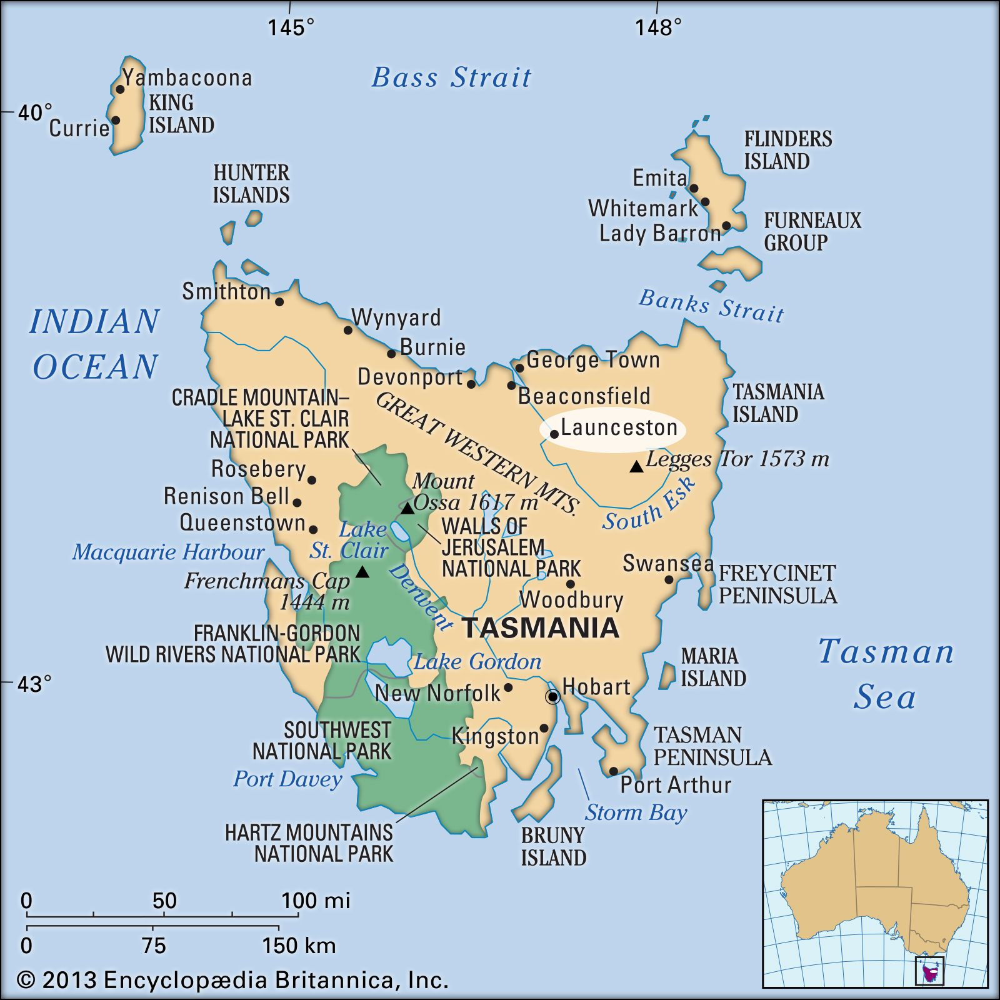 145°
148°
Bass Strait
Yambacoona
KING
ISLAND
40°
Currie
FLINDERS
ISLAND
HUNTER
ISLANDS
Emita
Whitemark
Lady Barron
FURNEAUX
GROUP
Smithton
Banks Strait
INDIAN
OCEAN
Wynyard
Burnie
George Town
Devonport
Beaconsfield
TASMANIA
ISLAND
CRADLE MOUNTAIN–
LAKE ST. CLAIR
NATIONAL PARK
GREAT WESTERN MTS.
Launceston
Legges Tor 1573 m
Rosebery
Mount
Ossa 1617 m
Renison Bell
South Esk
Queenstown
Lake
St. Clair
WALLS OF
JERUSALEM
NATIONAL PARK
Macquarie Harbour
Swansea
FREYCINET
PENINSULA
Frenchmans Cap
1444 m
Derwent
Woodbury
TASMANIA
FRANKLIN-GORDON
WILD RIVERS NATIONAL PARK
Lake Gordon
MARIA
ISLAND
Tasman
Sea
43°
New Norfolk
Hobart
SOUTHWEST
NATIONAL PARK
Kingston
TASMAN
PENINSULA
Port Davey
Port Arthur
Storm Bay
HARTZ MOUNTAINS
NATIONAL PARK
BRUNY
ISLAND
0 50 100 mi
0 75 150 km
© 2013 Encyclopædia Britannica, Inc.